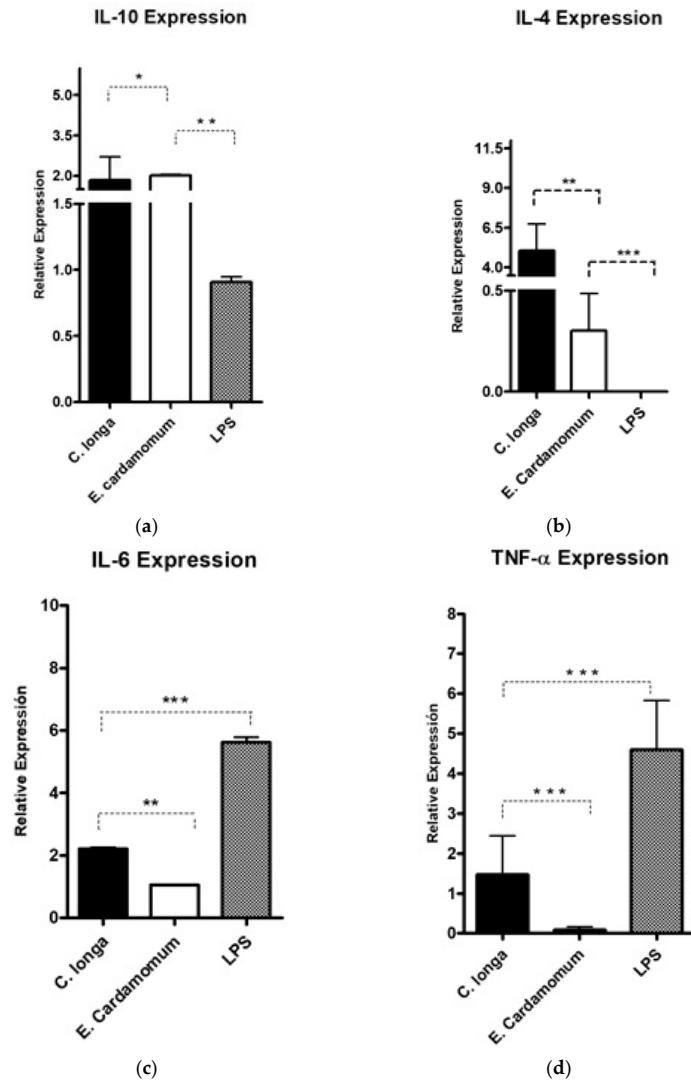 IL-10 Expression
Relative Expression
5.0
3.5
2.0
1.5
1.0
0.5
0.0
*
**
C. longa
E. cardamomum
LPS
(a)
IL-4 Expression
Relative Expression
11.5
9.0
6.5
4.0
0.5
0.0
**
***
C. longa
E. Cardamomum
LPS
(b)
IL-6 Expression
Relative Expressión
10
8
6
4
2
0
***
**
C. longa
E. Cardamomum
LPS
(c)
TNF-α Expression
Relative Expressión
8
7
6
5
4
3
2
1
0
***
***
C. longa
E. Cardamomum
LPS
(d)